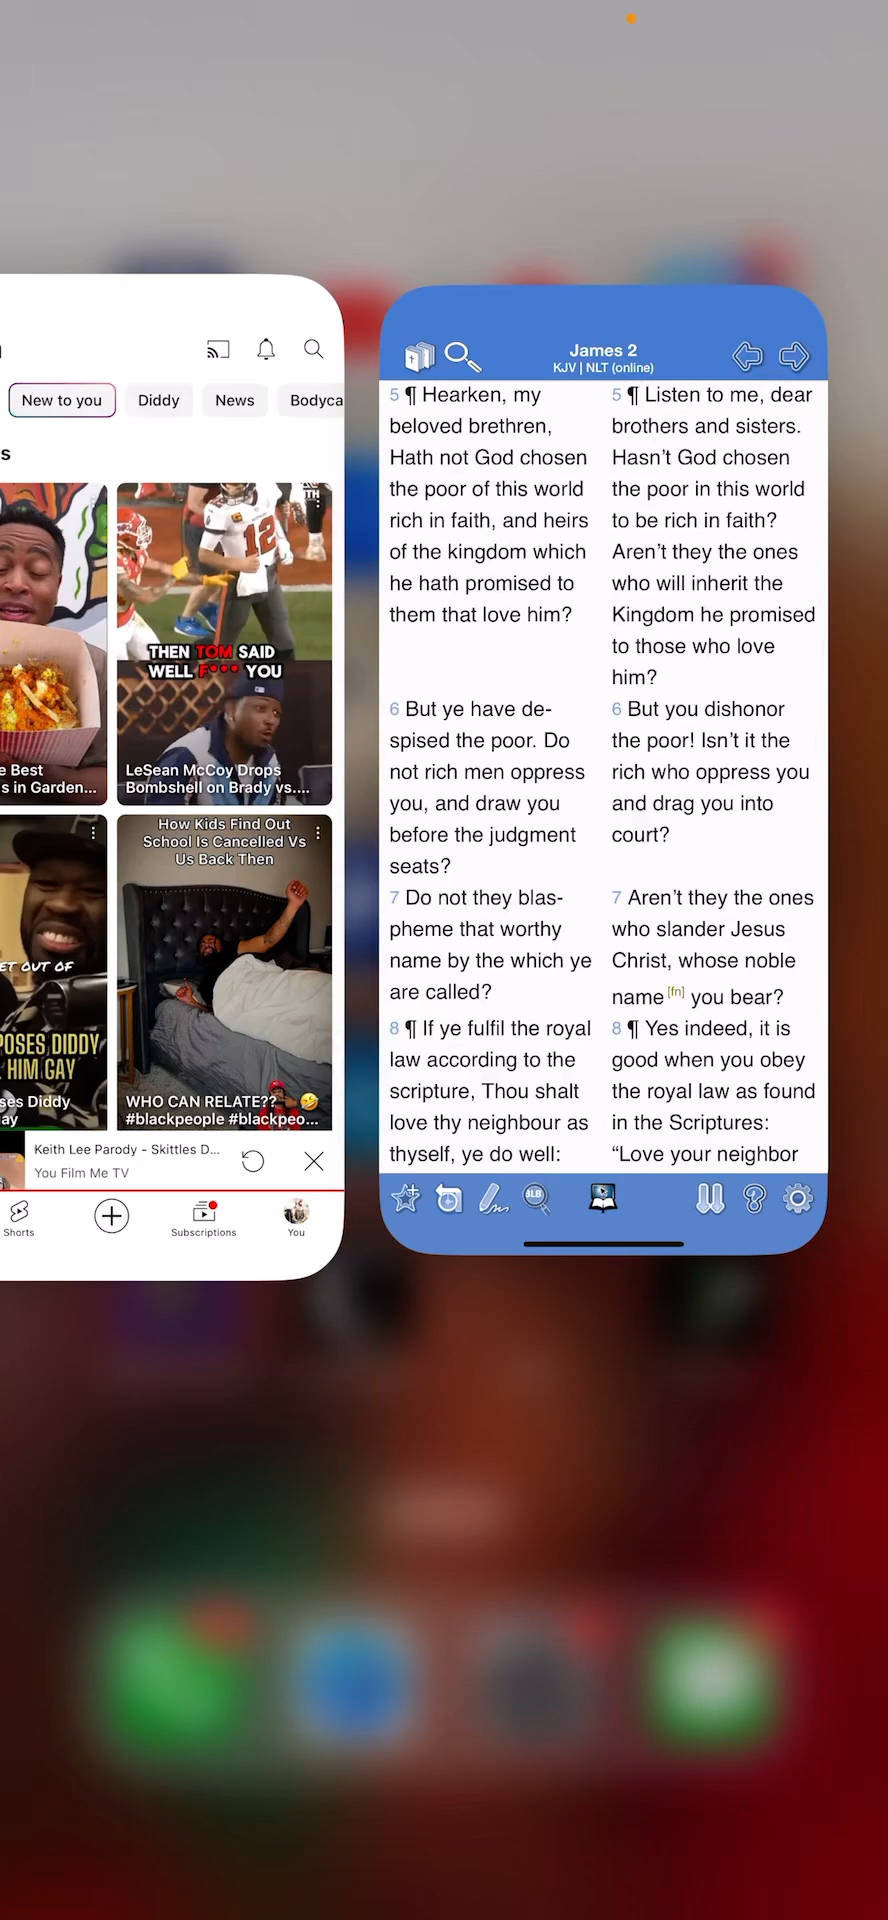 New to you
Diddy
News
Bodyca
s
THEN TOM SAID
WELL F*** YOU
12
e Best
s in Garden...
LeSean McCoy Drops
Bombshell on Brady vs....
How Kids Find Out
School Is Cancelled Vs
Us Back Then
ET OUT OF
POSES DIDDY
HIM GAY
ses Diddy
ay
WHO CAN RELATE?? 🤣
#blackpeople #blackpeo...
Keith Lee Parody - Skittles D...
You Film Me TV
Shorts
Subscriptions
You
James 2
KJV | NLT (online)
5 ¶ Hearken, my
beloved brethren,
Hath not God chosen
the poor of this world
rich in faith, and heirs
of the kingdom which
he hath promised to
them that love him?
6 But ye have de-
spised the poor. Do
not rich men oppress
you, and draw you
before the judgment
seats?
7 Do not they blas-
pheme that worthy
name by the which ye
are called?
8 ¶ If ye fulfil the royal
law according to the
scripture, Thou shalt
love thy neighbour as
thyself, ye do well:
5 ¶ Listen to me, dear
brothers and sisters.
Hasn’t God chosen
the poor in this world
to be rich in faith?
Aren’t they the ones
who will inherit the
Kingdom he promised
to those who love
him?
6 But you dishonor
the poor! Isn’t it the
rich who oppress you
and drag you into
court?
7 Aren’t they the ones
who slander Jesus
Christ, whose noble
name [fn] you bear?
8 ¶ Yes indeed, it is
good when you obey
the royal law as found
in the Scriptures:
“Love your neighbor
BLB